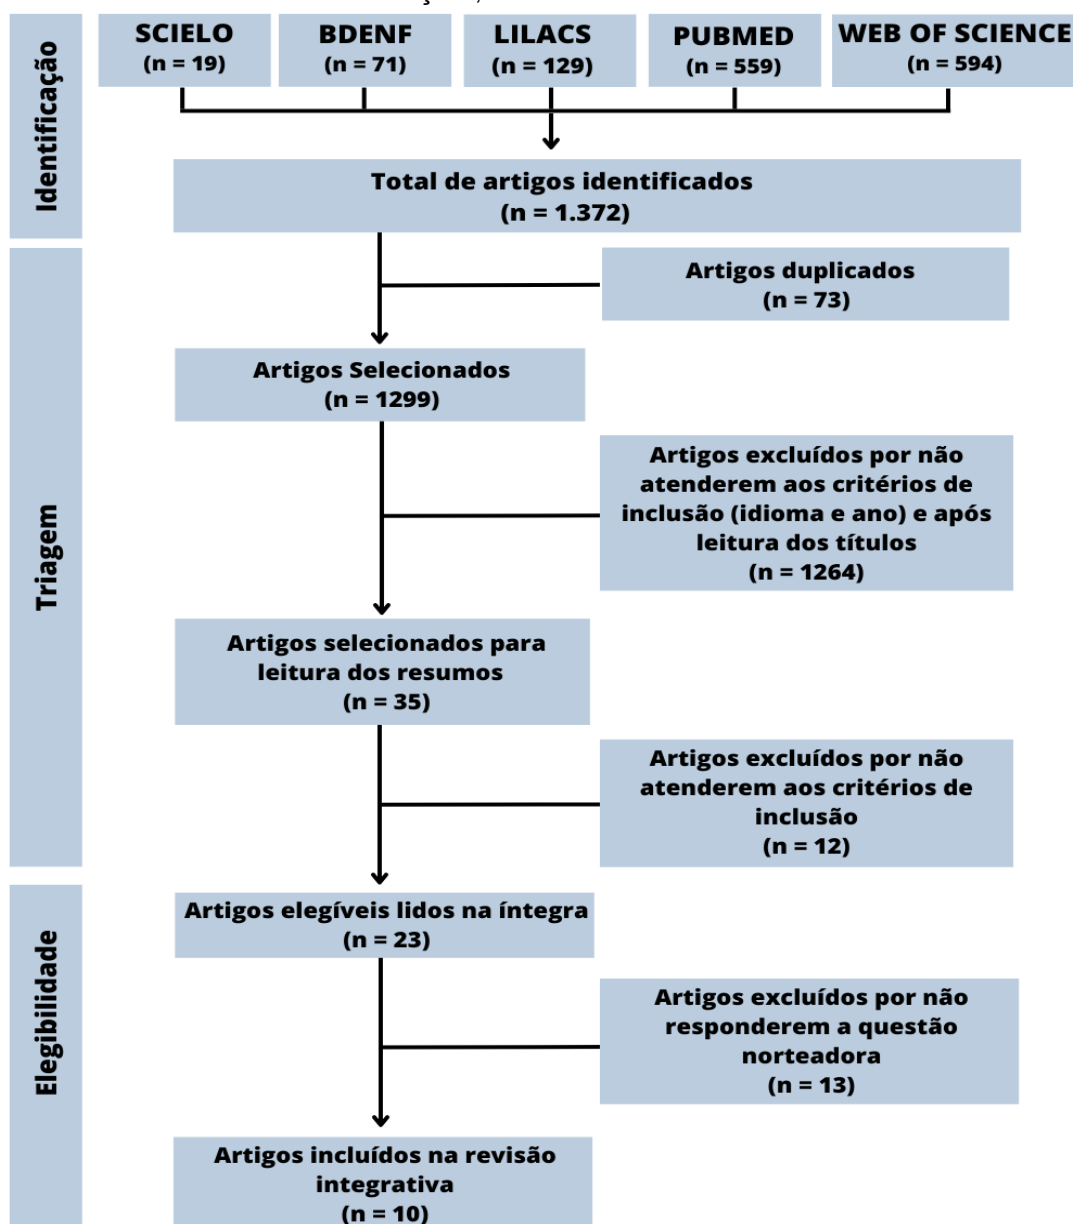 Identificação
SCIELO
(n = 19)
BDENF
(n = 71)
LILACS
(n = 129)
PUBMED
(n = 559)
WEB OF SCIENCE
(n = 594)
Total de artigos identificados
(n = 1.372)
Triagem
Artigos duplicados
(n = 73)
Artigos Selecionados
(n = 1299)
Artigos excluídos por não
atenderem aos critérios de
inclusão (idioma e ano) e após
leitura dos títulos
(n = 1264)
Artigos selecionados para
leitura dos resumos
(n = 35)
Artigos excluídos por não
atenderem aos critérios de
inclusão
(n = 12)
Elegibilidade
Artigos elegíveis lidos na íntegra
(n = 23)
Artigos excluídos por não
responderem a questão
norteadora
(n = 13)
Artigos incluídos na revisão
integrativa
(n = 10)